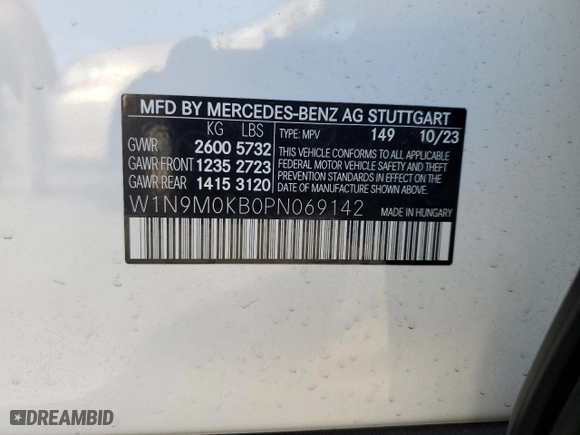 MFD BY MERCEDES-BENZ AG STUTTGART
KG LBS TYPE: MPV 149 10/23
GVWR 2600 5732
GAWR FRONT 1235 2723
GAWR REAR 1415 3120
THIS VEHICLE CONFORMS TO ALL APPLICABLE
FEDERAL MOTOR VEHICLE SAFETY AND THEFT
PREVENTION STANDARDS IN EFFECT ON THE
DATE OF MANUFACTURE SHOWN ABOVE.
W1N9M0KB0PN069142 MADE IN HUNGARY
DREAMBID